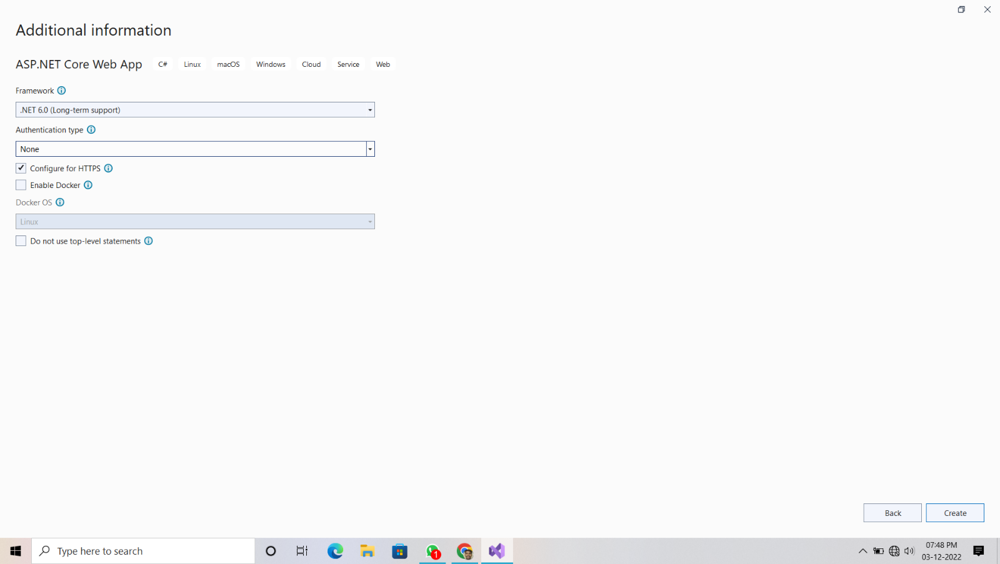 Additional information
ASP.NET Core Web App C# Linux macOS Windows Cloud Service Web
Framework
.NET 6.0 (Long-term support)
Authentication type
None
Configure for HTTPS
Enable Docker
Docker OS
Linux
Do not use top-level statements
Back Create
Type here to search
1
07:48 PM
03-12-2022